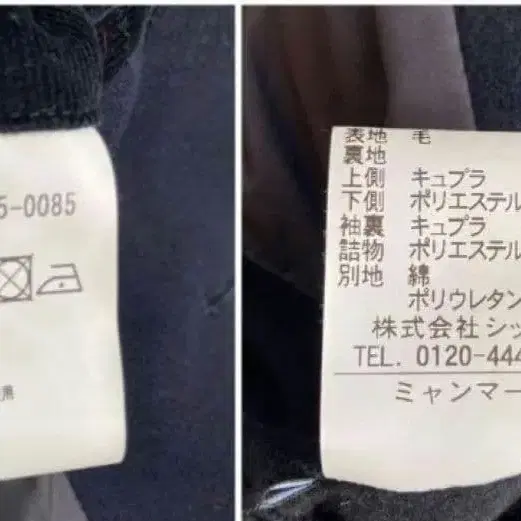 5-0085
用
表地 毛
裏地
上側 キュプラ
下側 ポリエステル
袖裏 キュプラ
詰物 ポリエステル
別地 綿
ポリウレタン
株式会社シッ
TEL. 0120-444
ミャンマー